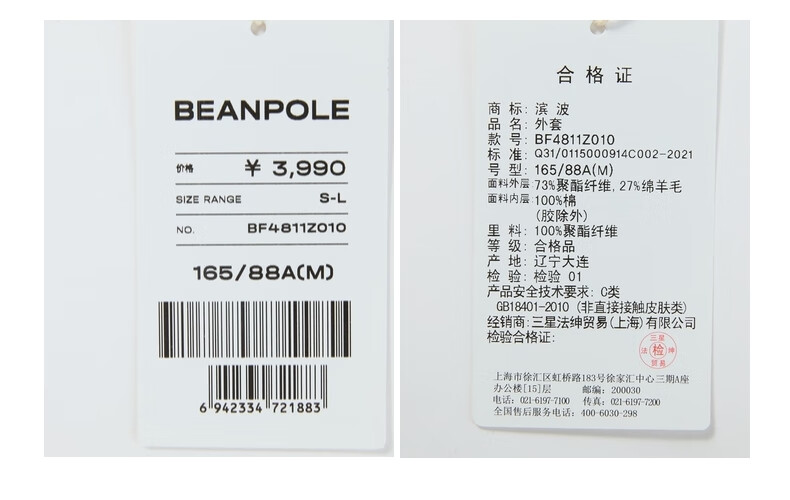 BEANPOLE
价格 ¥ 3,990
SIZE RANGE S-L
NO. BF4811Z010
165/88A(M)
6 942334 721883
合格证
商标: 滨波
品名: 外套
款号: BF4811Z010
标准: Q31/0115000914C002-2021
号型: 165/88A(M)
面料外层: 73%聚酯纤维, 27%绵羊毛
面料内层: 100%棉
(胶除外)
里料: 100%聚酯纤维
等级: 合格品
产地: 辽宁大连
检验: 检验 01
产品安全技术要求: C类
GB18401-2010 (非直接接触皮肤类)
经销商: 三星法绅贸易(上海)有限公司
检验合格证:
三星
法 检 绅
贸易
上海市徐汇区虹桥路183号徐家汇中心三期A座
办公楼[15]层 邮编: 200030
电话: 021-6197-7100 传真: 021-6197-7200
全国售后服务电话: 400-6030-298